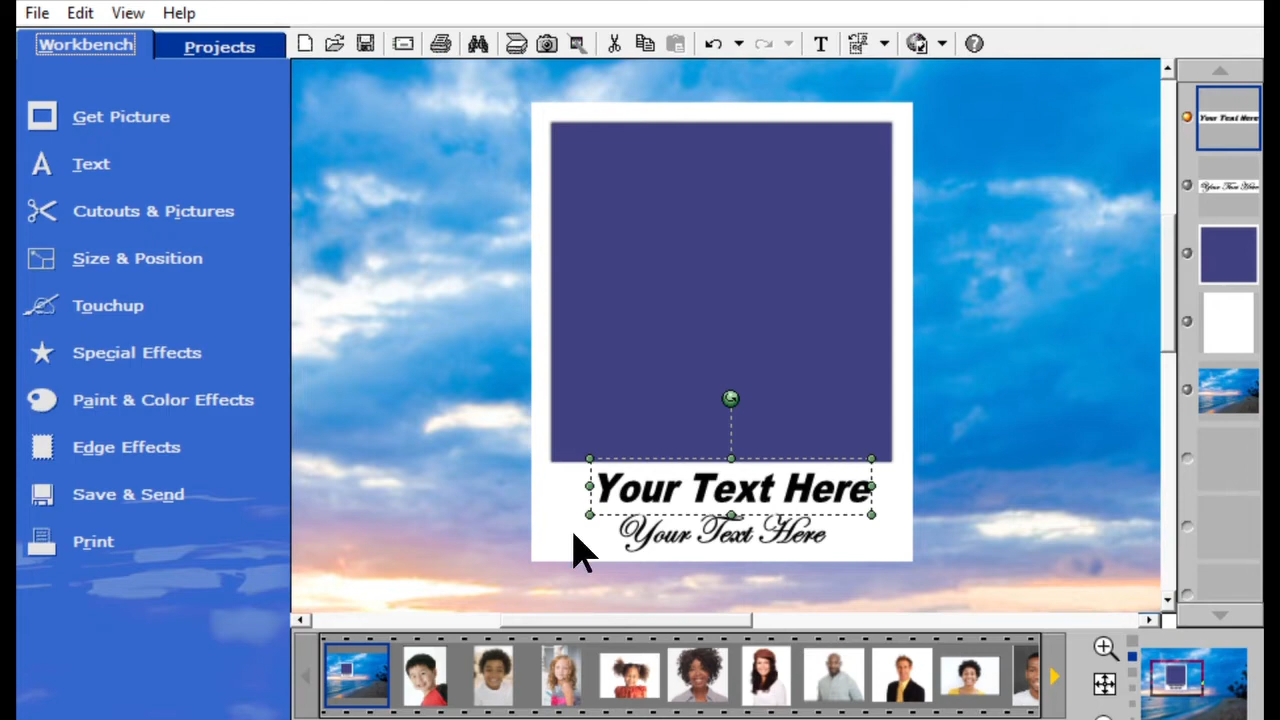 File Edit View Help
Workbench Projects
Get Picture
Text
Cutouts & Pictures
Size & Position
Touchup
Special Effects
Paint & Color Effects
Edge Effects
Save & Send
Print
Your Text Here
Your Text Here
Your Text Here
Your Text Here